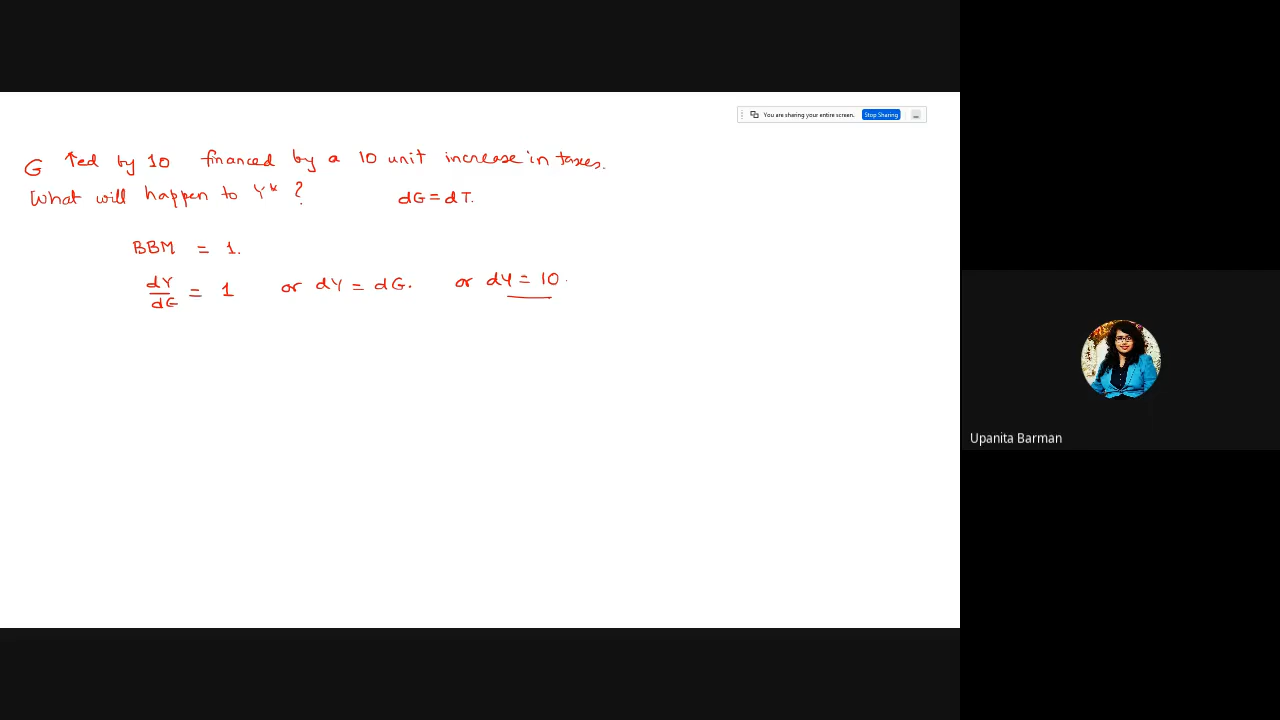 You are sharing your entire screen. Stop Sharing
G ↑ed by 10 financed by a 10 unit increase in taxes.
What will happen to Y* ? dG = dT.
BBM = 1.
dY/dG = 1 or dY = dG. or dY = 10.
Upanita Barman